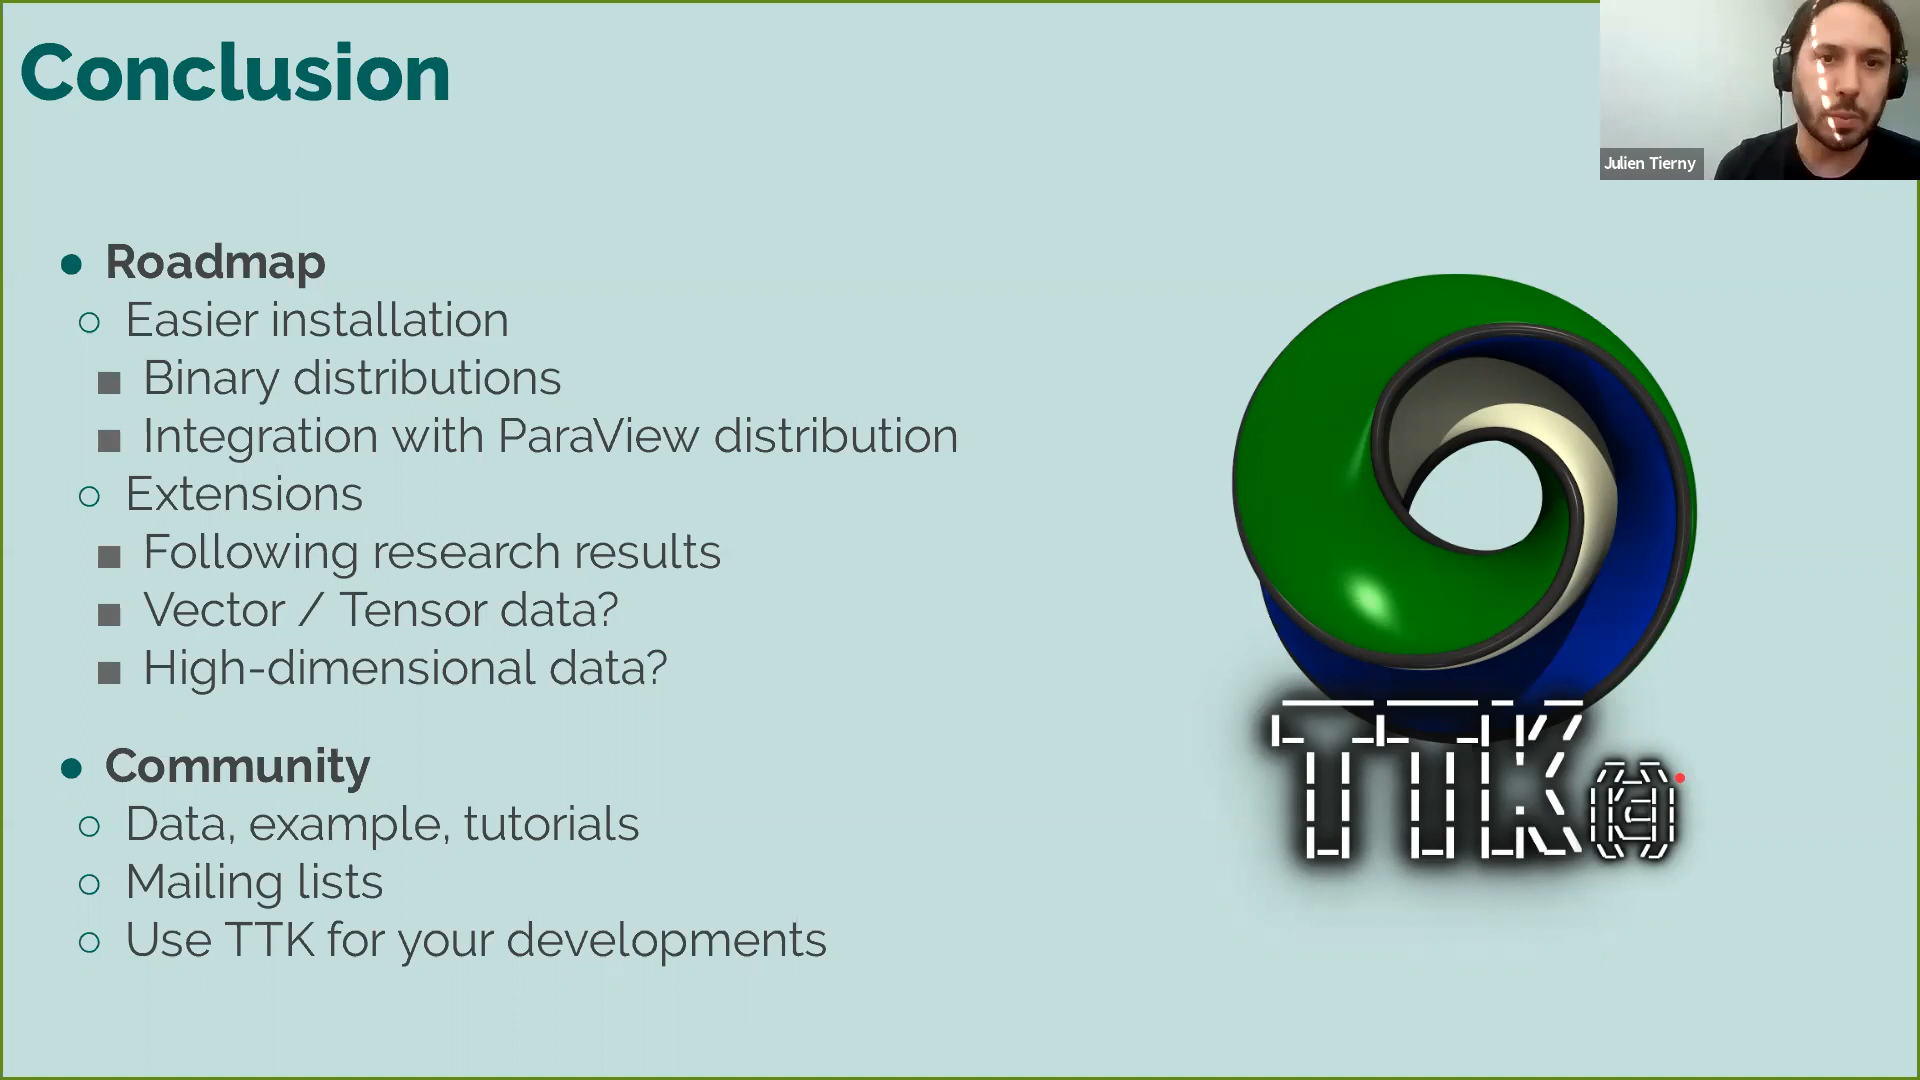 Conclusion
Julien Tierny
Roadmap
Easier installation
Binary distributions
Integration with ParaView distribution
Extensions
Following research results
Vector / Tensor data?
High-dimensional data?
Community
Data, example, tutorials
Mailing lists
Use TTK for your developments
TTK@